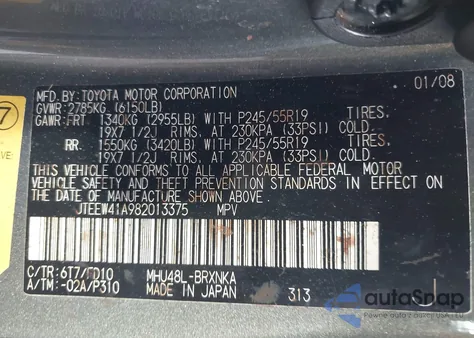 MFD.BY: TOYOTA MOTOR CORPORATION 01/08
GVWR: 2785KG (6150LB)
GAWR: FRT 1340KG (2955LB) WITH P245/55R19 TIRES.
19X7 1/2J RIMS. AT 230KPA (33PSI) COLD.
RR 1550KG (3420LB) WITH P245/55R19 TIRES.
19X7 1/2J RIMS. AT 230KPA (33PSI) COLD.
THIS VEHICLE CONFORMS TO ALL APPLICABLE FEDERAL MOTOR
VEHICLE SAFETY AND THEFT PREVENTION STANDARDS IN EFFECT ON
THE DATE OF MANUFACTURE SHOWN ABOVE.
JTEEW41A982013375 MPV
C/TR: 6T7/FD10 MHU48L-BRXNKA
A/TM: -02A/P310 MADE IN JAPAN 313 J
7
autoSnap